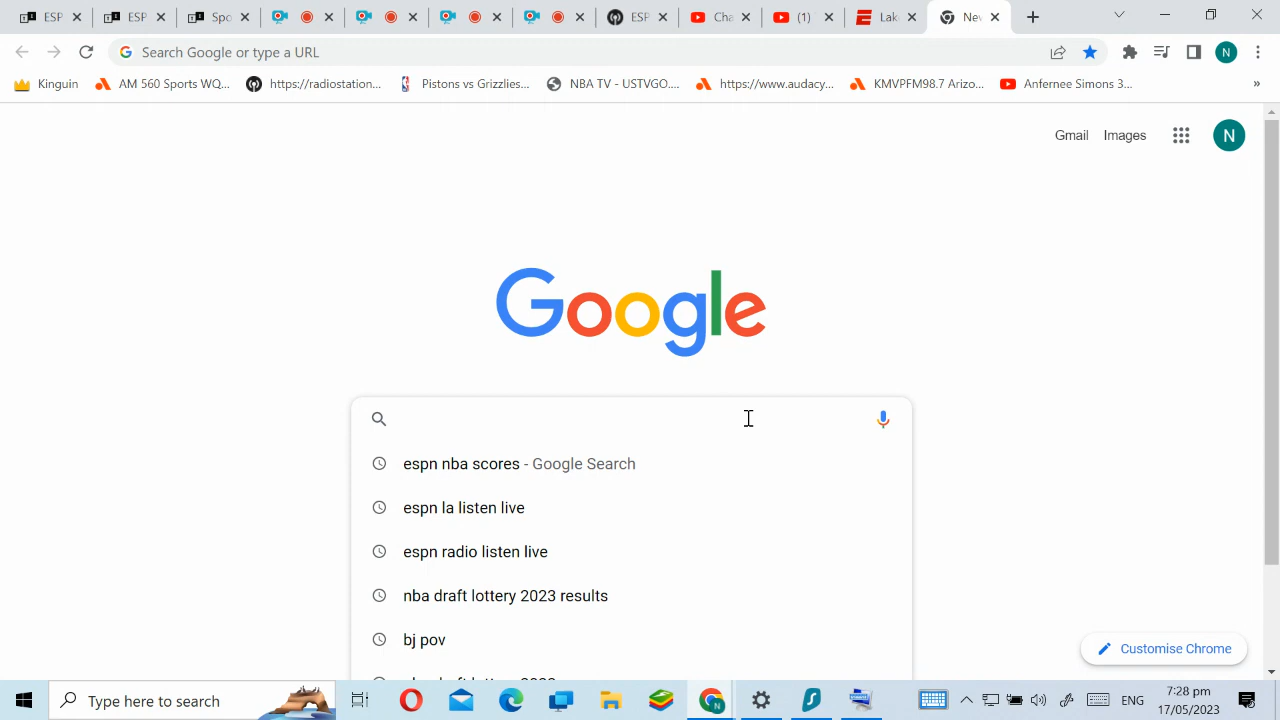 ESP
ESP
Spo
ESP
Cha
(1)
Lak
Nev
Search Google or type a URL
N
Kinguin
AM 560 Sports WQ...
https://radiostation...
Pistons vs Grizzlies...
NBA TV - USTVGO....
https://www.audacy...
KMVPFM98.7 Arizo...
Anfernee Simons 3...
»
Gmail
Images
N
Google
espn nba scores - Google Search
espn la listen live
espn radio listen live
nba draft lottery 2023 results
bj pov
Customise Chrome
Type here to search
ENG
7:28 pm
17/05/2023